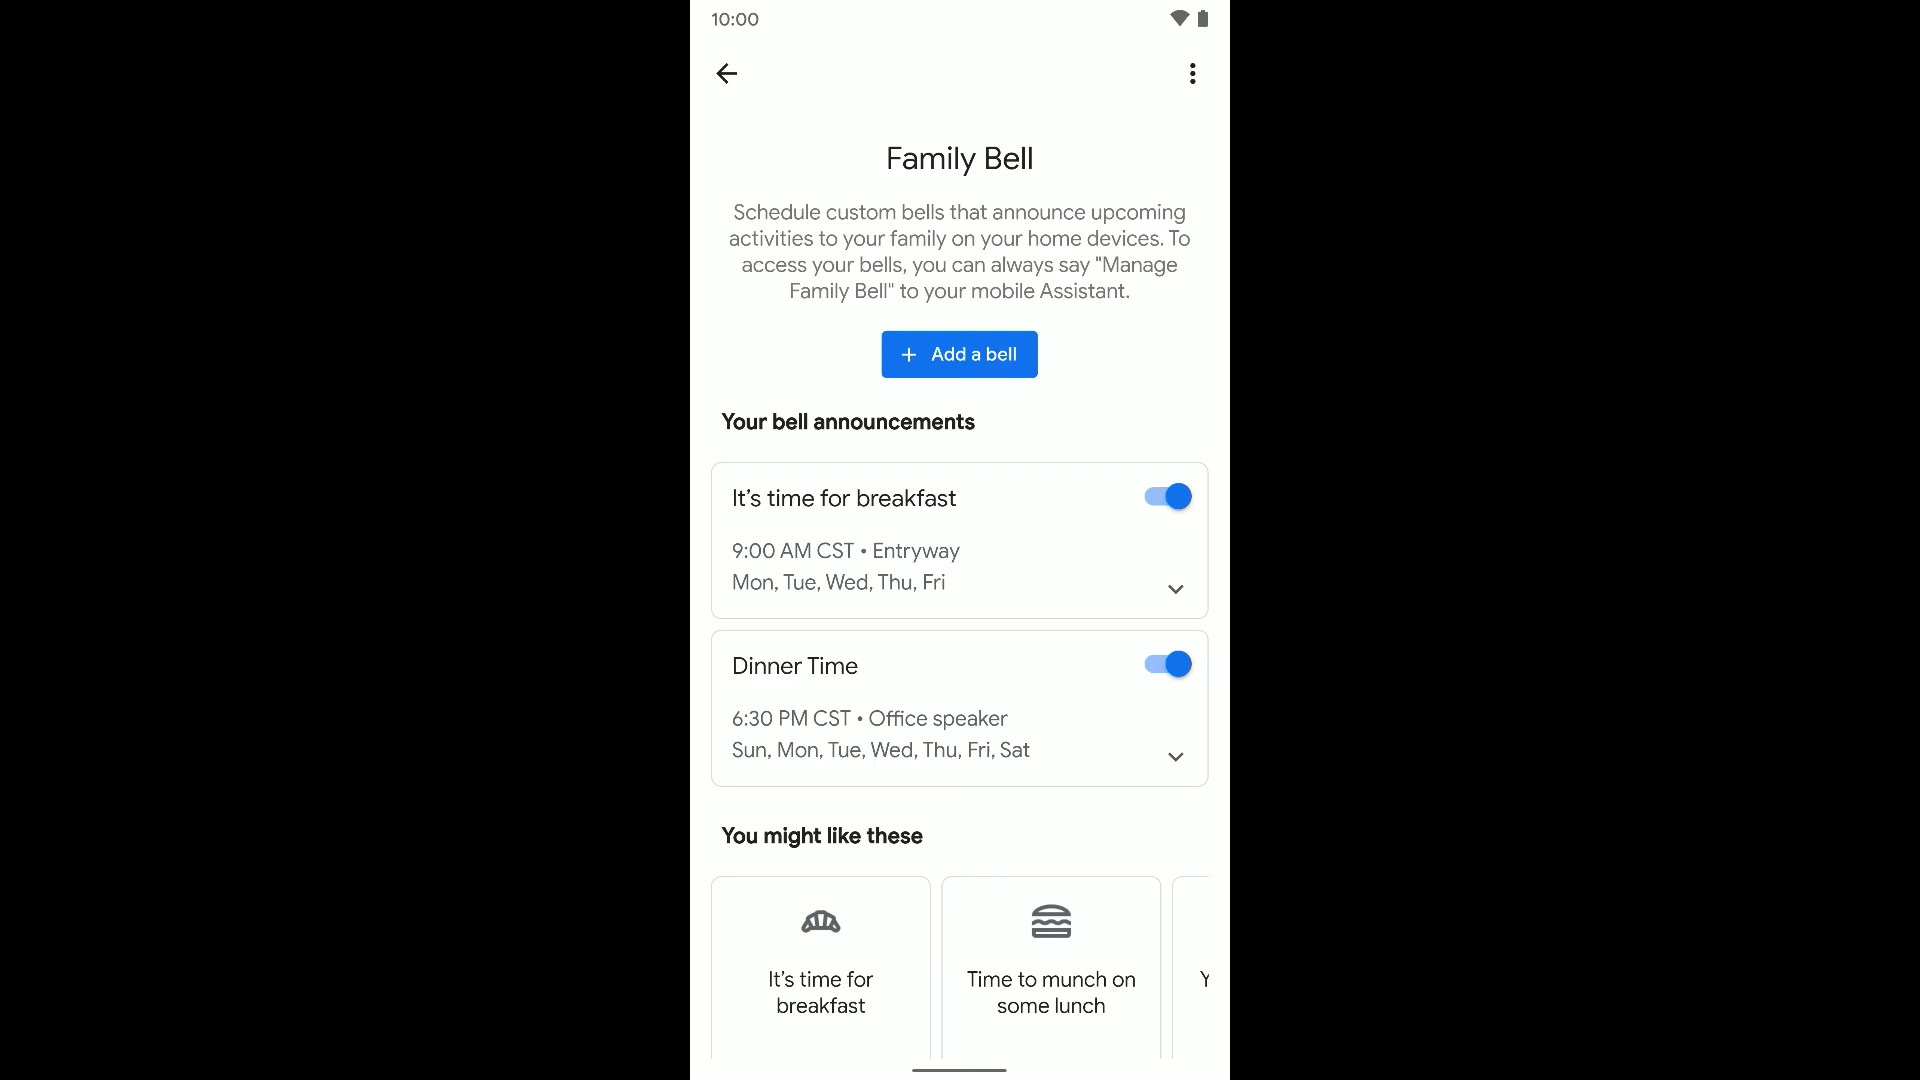 10:00
Family Bell
Schedule custom bells that announce upcoming
activities to your family on your home devices. To
access your bells, you can always say "Manage
Family Bell" to your mobile Assistant.
+ Add a bell
Your bell announcements
It’s time for breakfast
9:00 AM CST • Entryway
Mon, Tue, Wed, Thu, Fri
Dinner Time
6:30 PM CST • Office speaker
Sun, Mon, Tue, Wed, Thu, Fri, Sat
You might like these
It’s time for
breakfast
Time to munch on
some lunch